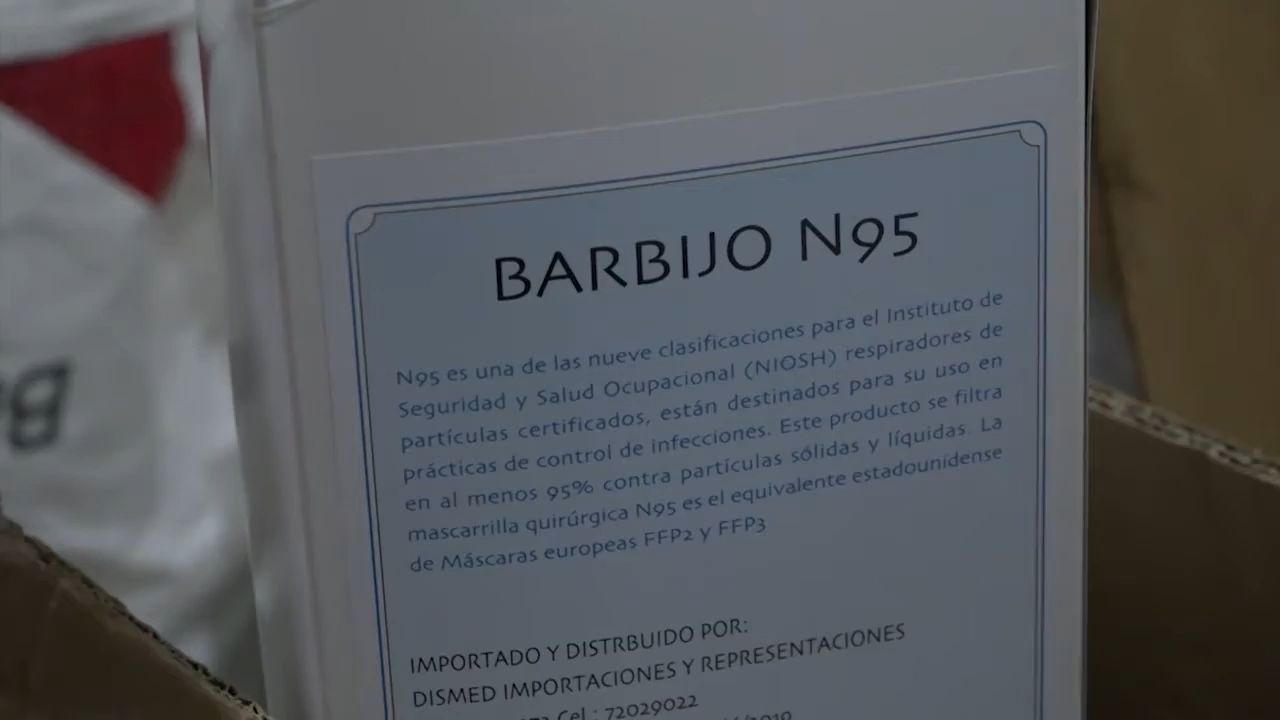 BARBIJO N95
N95 es una de las nueve clasificaciones para el Instituto de
Seguridad y Salud Ocupacional (NIOSH) respiradores de
partículas certificados, están destinados para su uso en
prácticas de control de infecciones. Este producto se filtra
en al menos 95% contra partículas sólidas y líquidas. La
mascarrilla quirúrgica N95 es el equivalente estadounidense
de Máscaras europeas FFP2 y FFP3
IMPORTADO Y DISTRBUIDO POR:
DISMED IMPORTACIONES Y REPRESENTACIONES
Cel.: 72029022